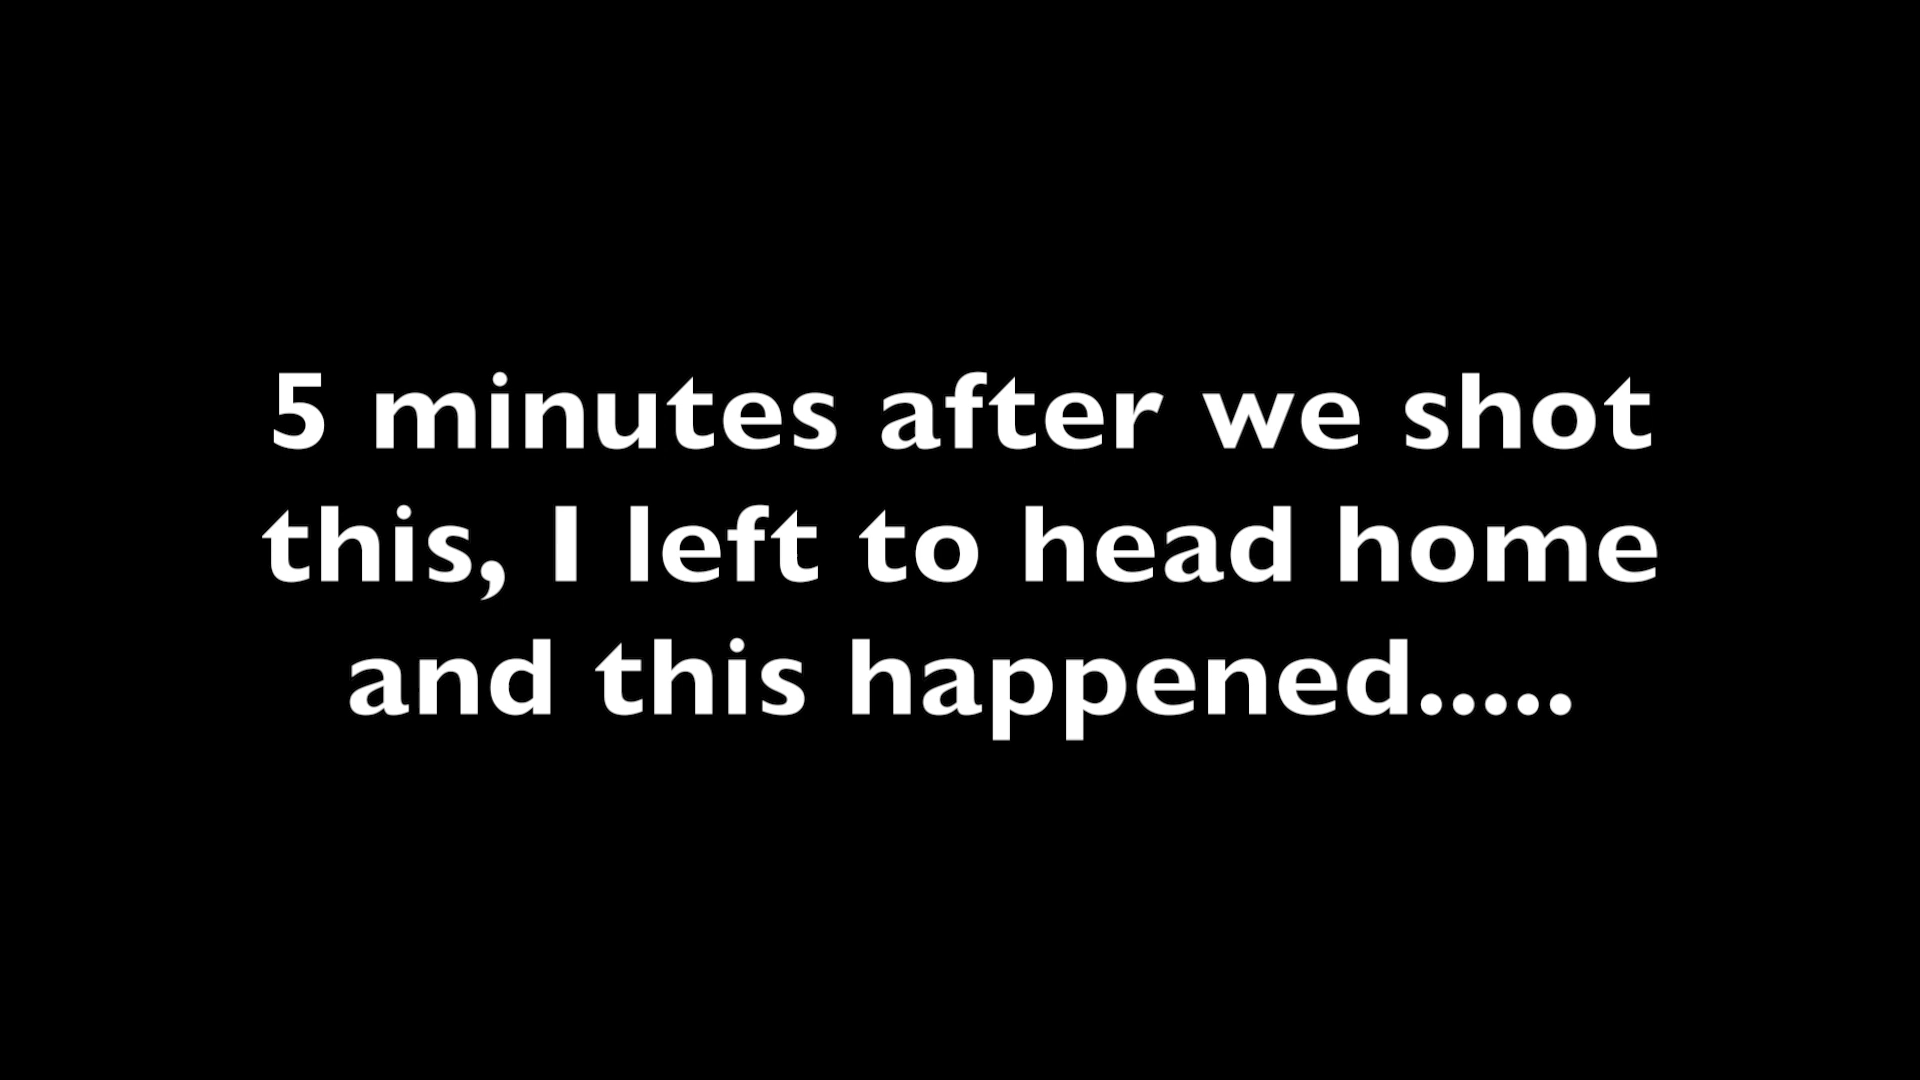 5 minutes after we shot
this, I left to head home
and this happened.....